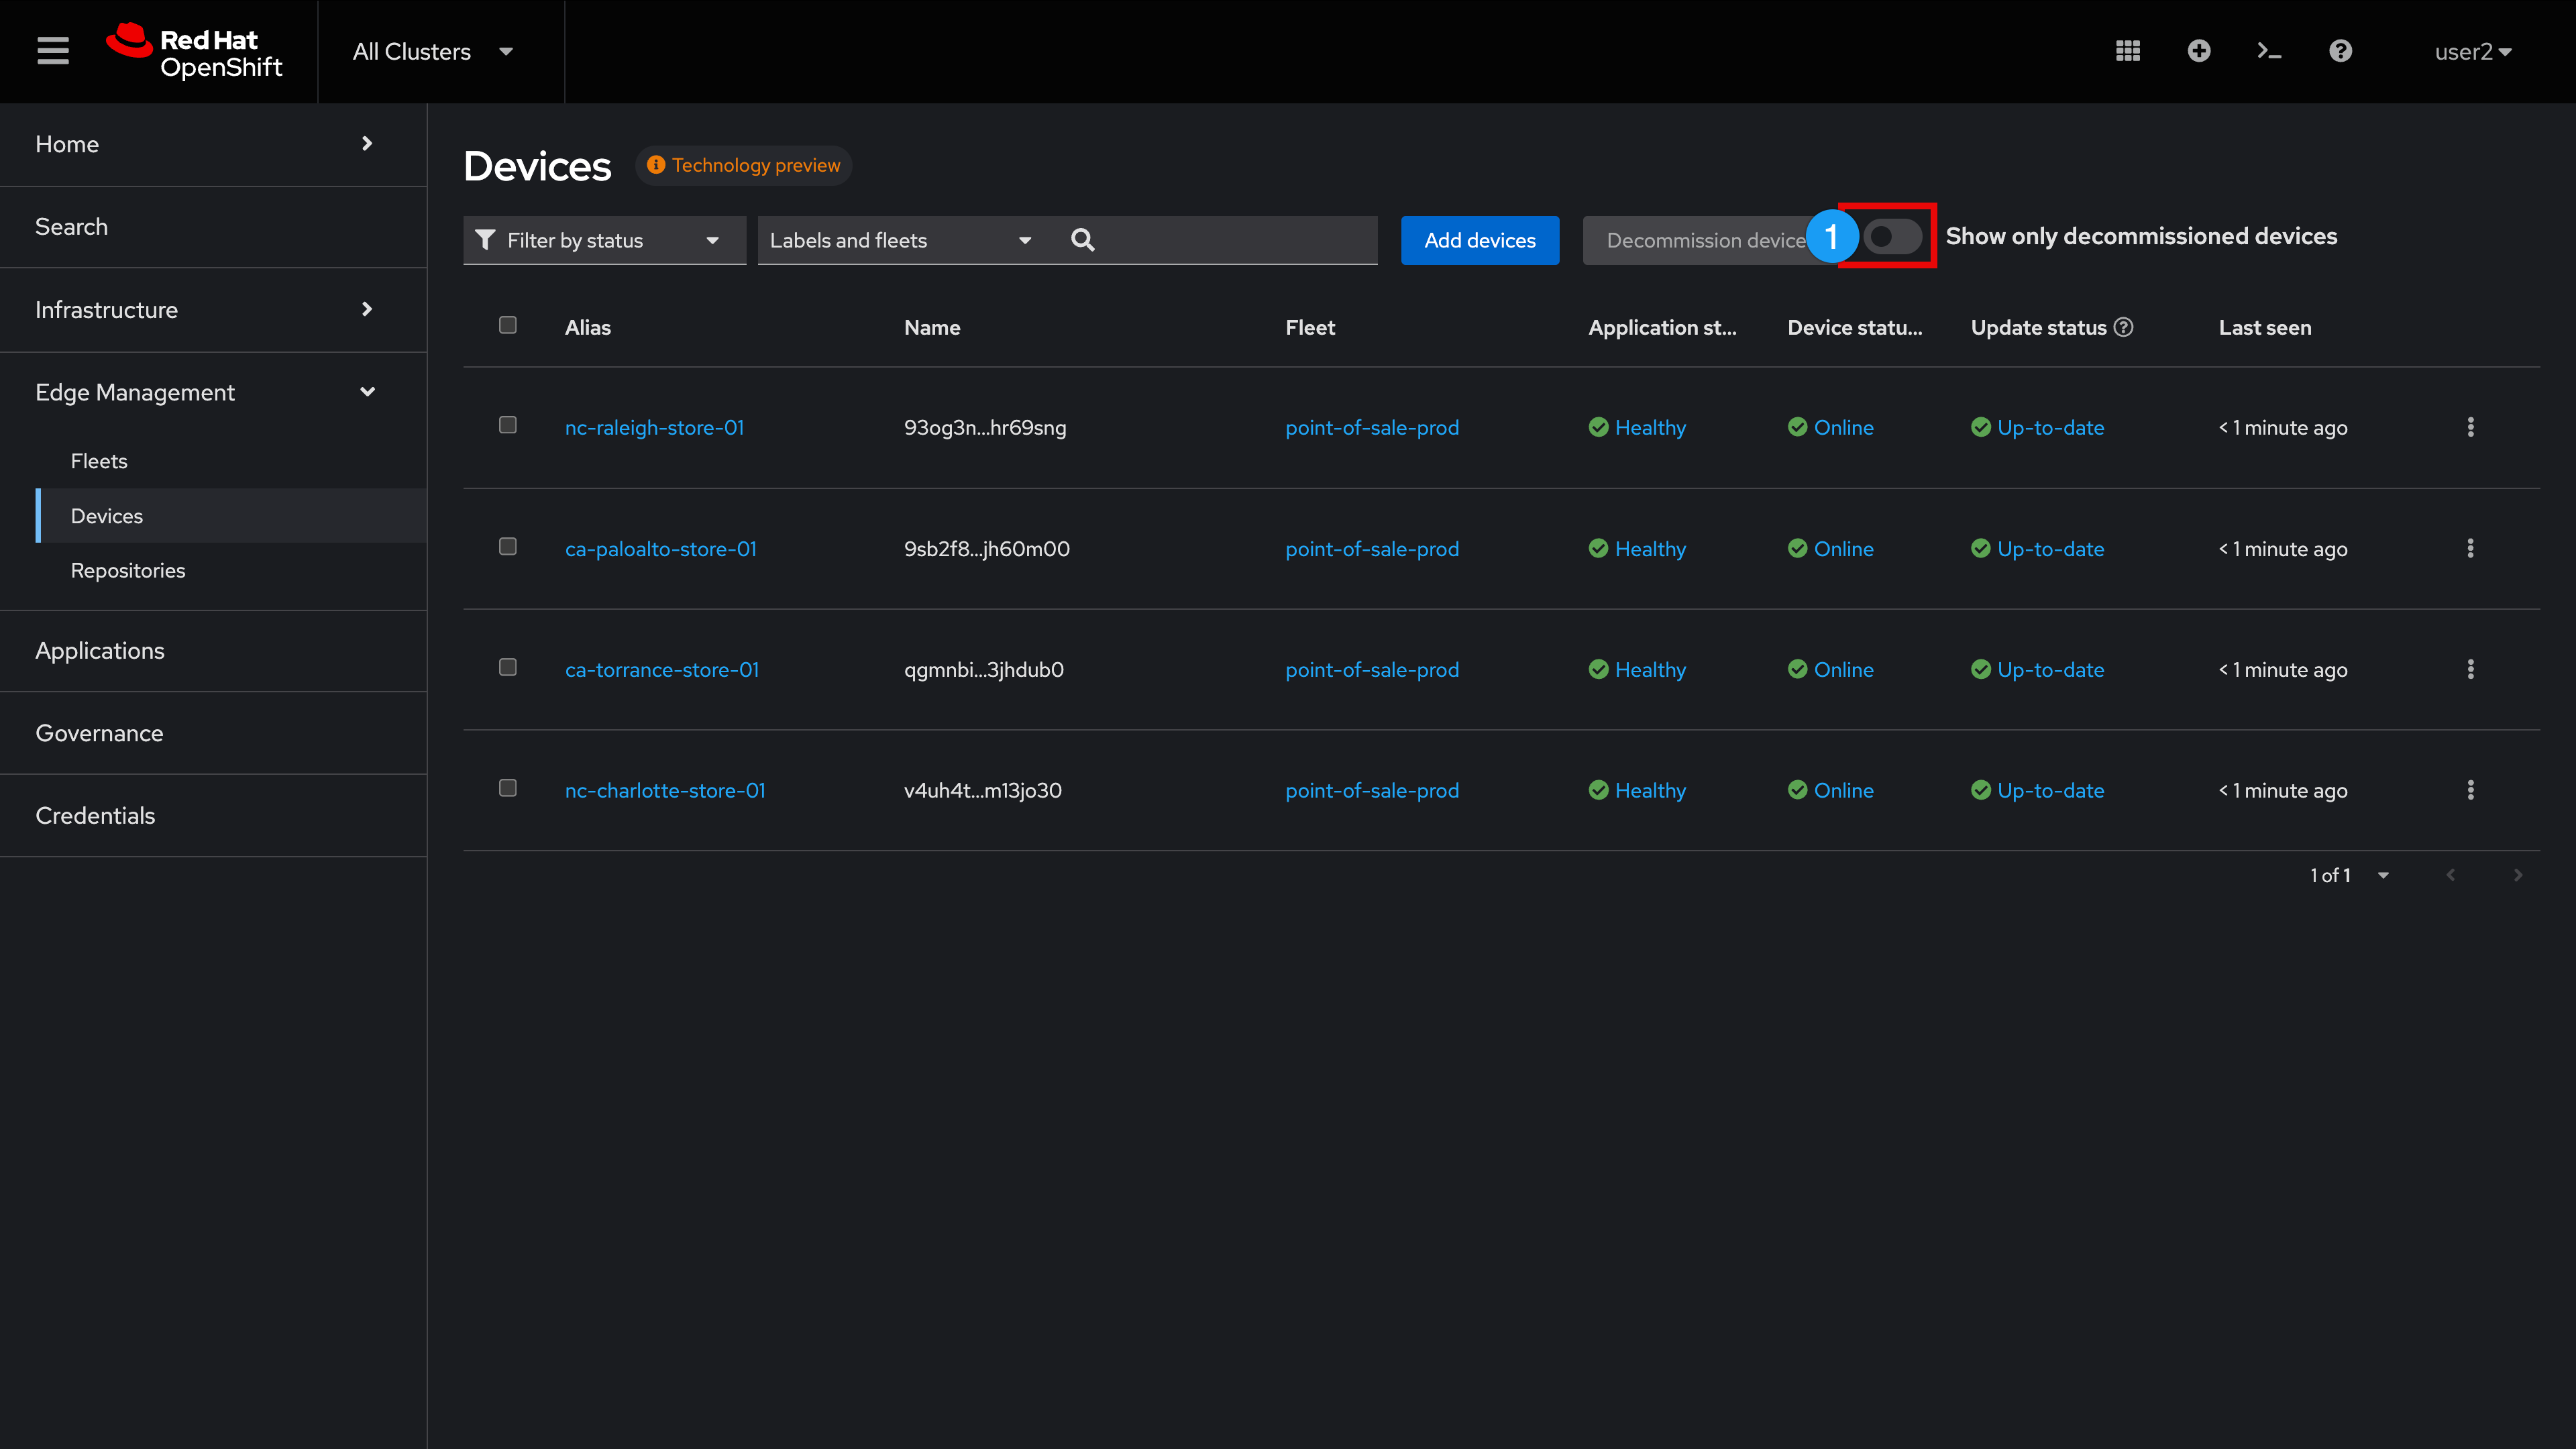 Red Hat
OpenShift
All Clusters
user2
Home
Search
Infrastructure
Edge Management
Fleets
Devices
Repositories
Applications
Governance
Credentials
Devices
Technology preview
Filter by status
Labels and fleets
Add devices
Decommission device
1
Show only decommissioned devices
Alias Name Fleet Application st... Device statu... Update status Last seen
nc-raleigh-store-01 93og3n...hr69sng point-of-sale-prod Healthy Online Up-to-date < 1 minute ago
ca-paloalto-store-01 9sb2f8...jh60m00 point-of-sale-prod Healthy Online Up-to-date < 1 minute ago
ca-torrance-store-01 qgmnbi...3jhdub0 point-of-sale-prod Healthy Online Up-to-date < 1 minute ago
nc-charlotte-store-01 v4uh4t...m13jo30 point-of-sale-prod Healthy Online Up-to-date < 1 minute ago
1 of 1